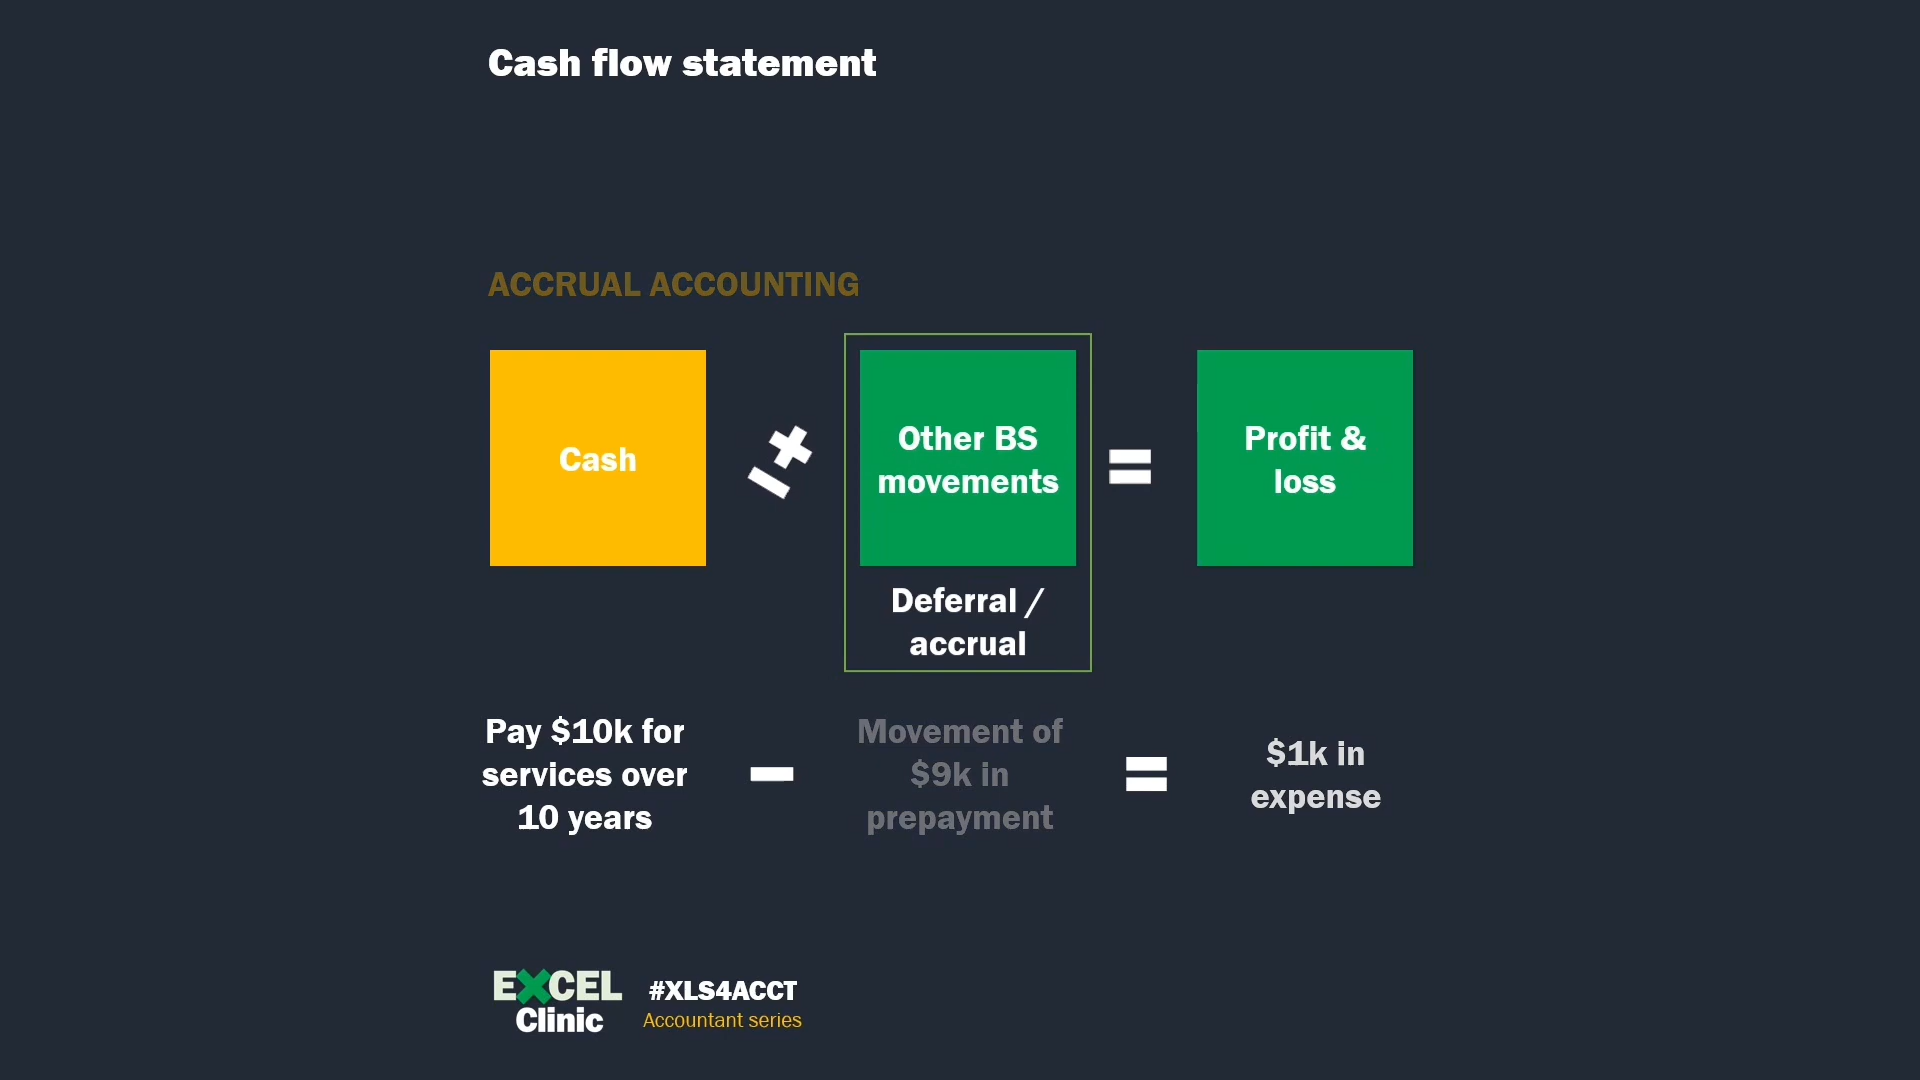 Cash flow statement
ACCRUAL ACCOUNTING
Cash
Other BS
movements
Profit &
loss
Deferral /
accrual
Pay $10k for
services over
10 years
Movement of
$9k in
prepayment
$1k in
expense
EXCEL
Clinic
#XLS4ACCT
Accountant series